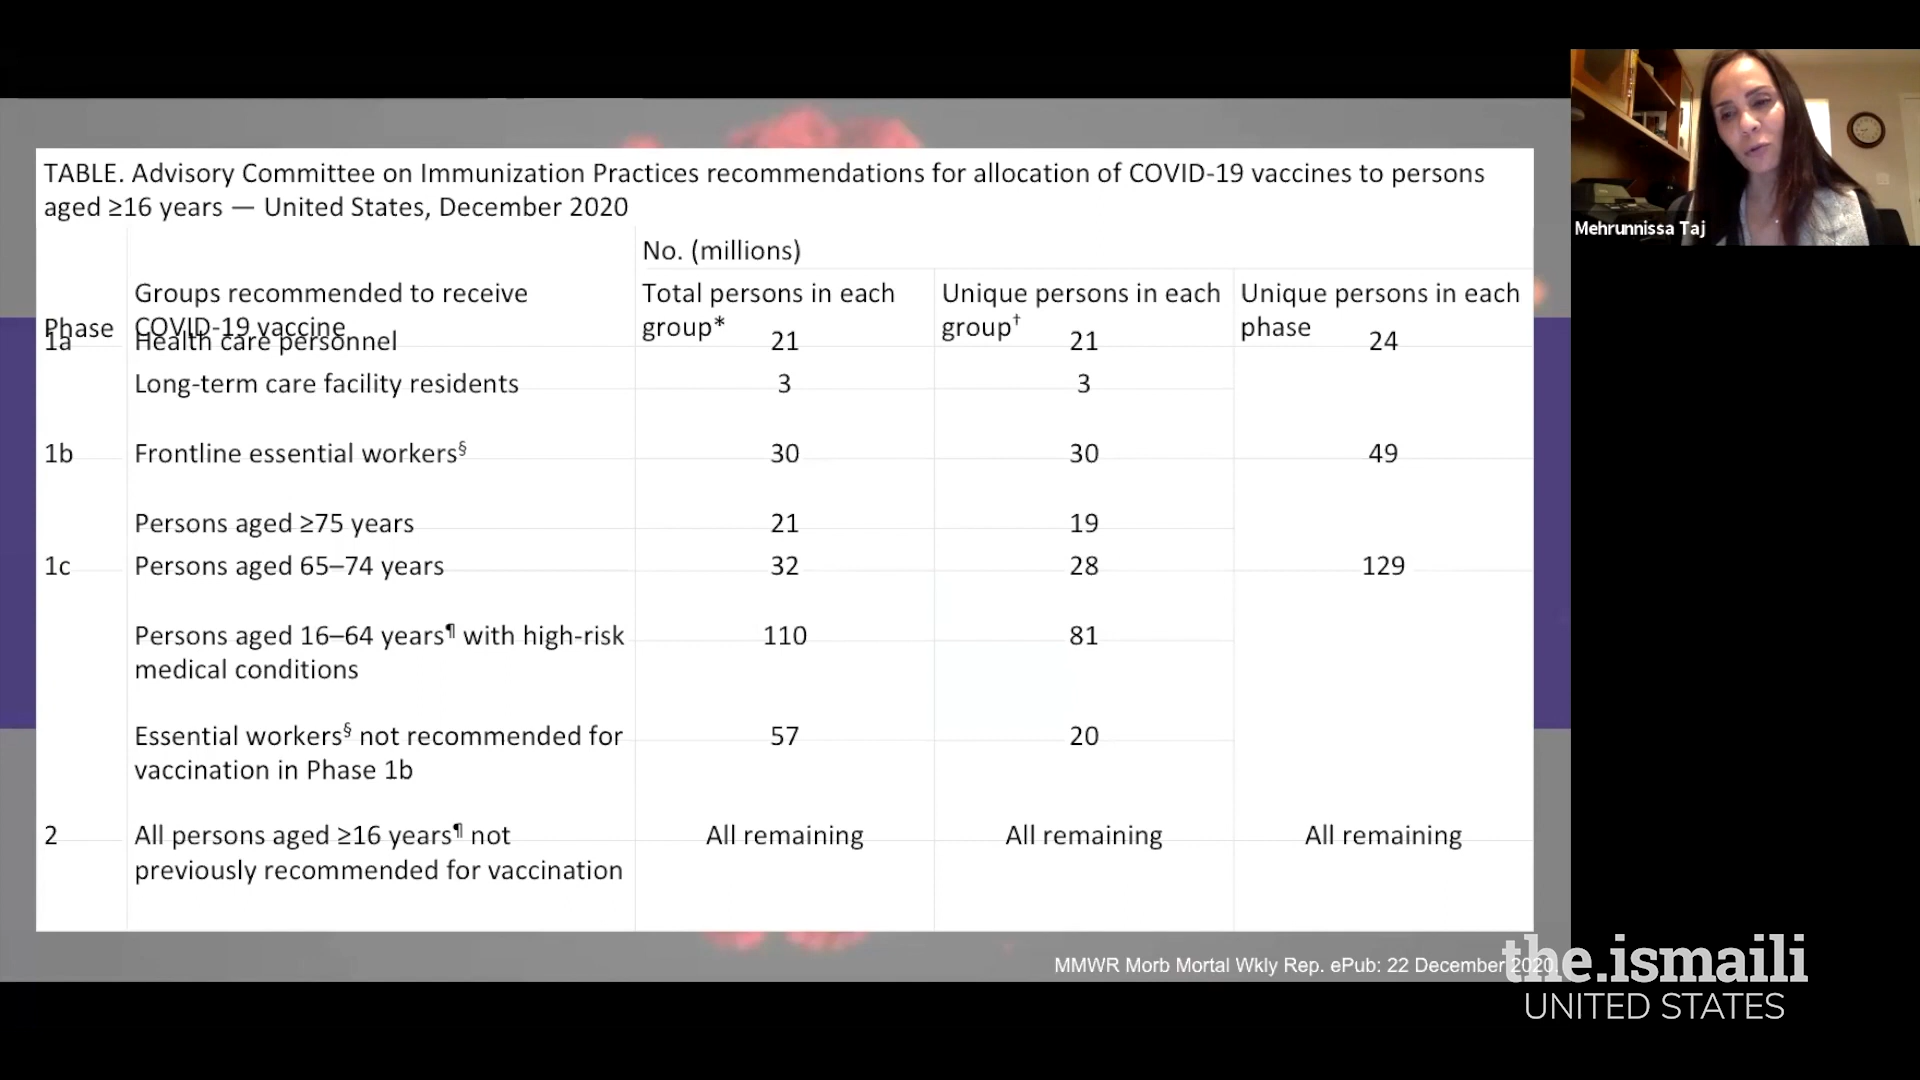 TABLE. Advisory Committee on Immunization Practices recommendations for allocation of COVID-19 vaccines to persons
aged ≥16 years — United States, December 2020
No. (millions)
Phase
Groups recommended to receive
COVID-19 vaccine
Total persons in each
group*
Unique persons in each
group†
Unique persons in each
phase
1a Health care personnel 21 21 24
Long-term care facility residents 3 3
1b Frontline essential workers§ 30 30 49
Persons aged ≥75 years 21 19
1c Persons aged 65–74 years 32 28 129
Persons aged 16–64 years¶ with high-risk 110 81
medical conditions
Essential workers§ not recommended for 57 20
vaccination in Phase 1b
2 All persons aged ≥16 years¶ not All remaining All remaining All remaining
previously recommended for vaccination
MMWR Morb Mortal Wkly Rep. ePub: 22 December 2020.
Mehrunnissa Taj
the.ismaili
UNITED STATES